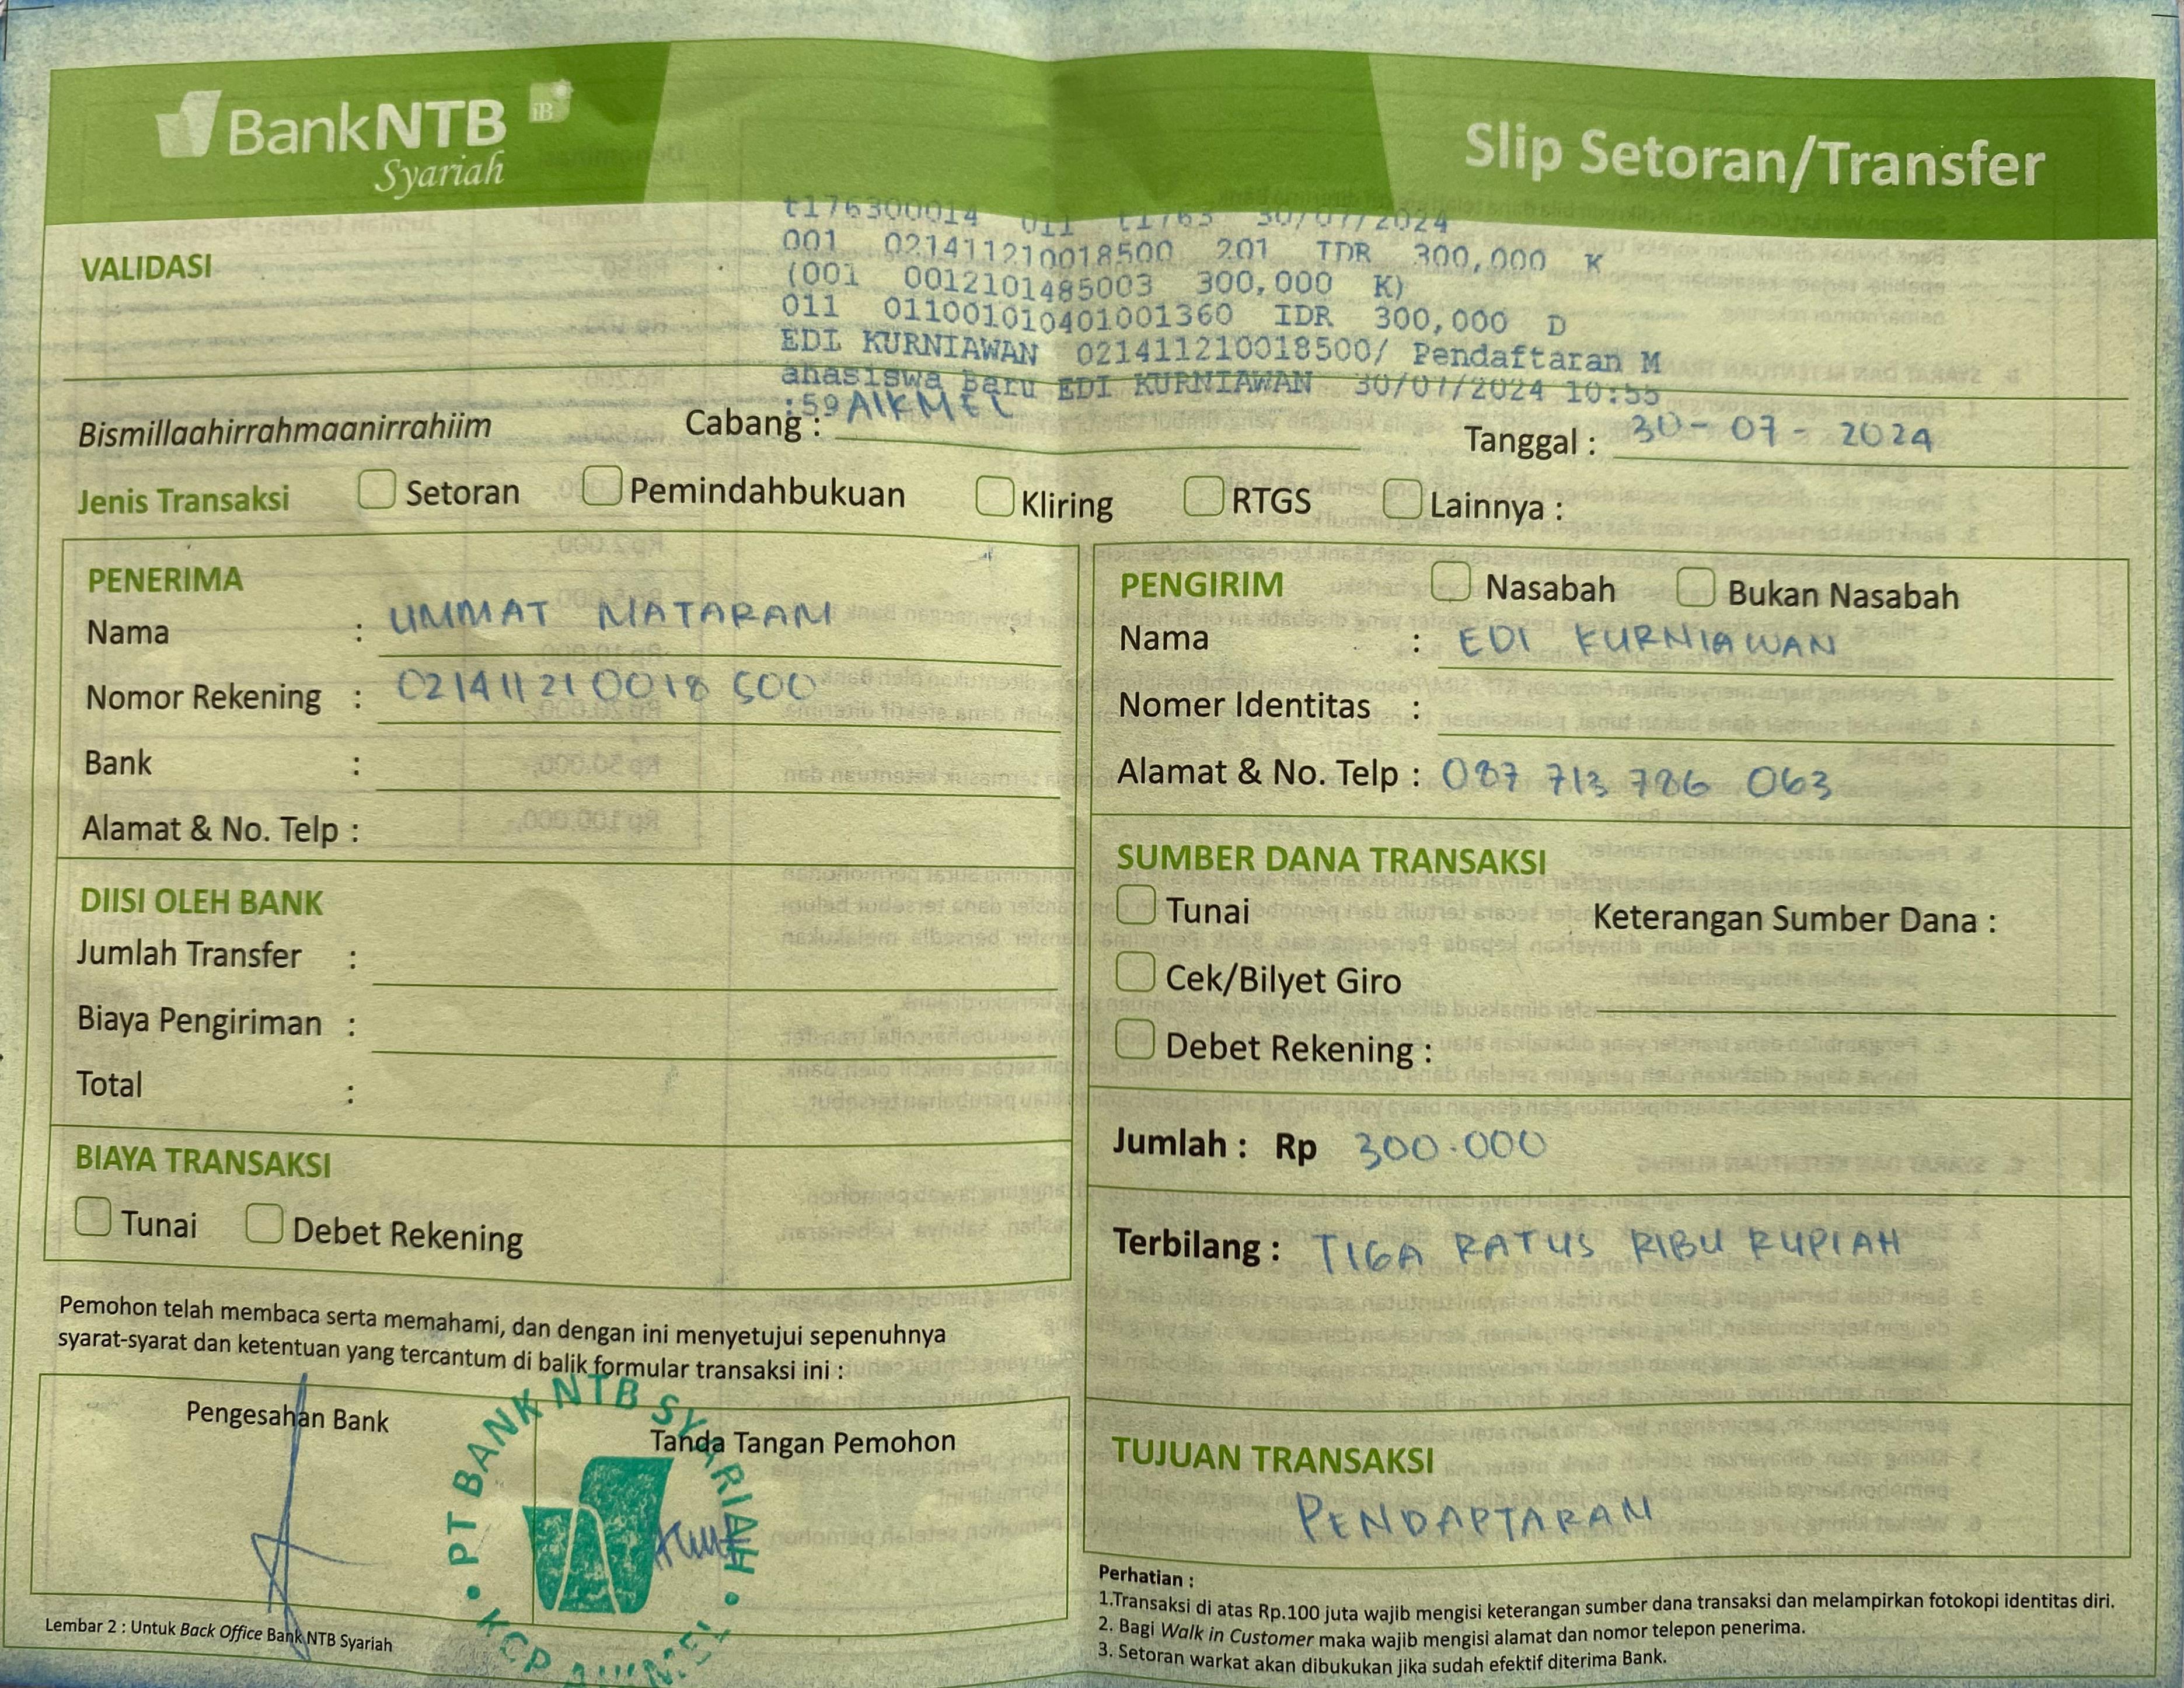 BankNTB
Syariah
iB
Slip Setoran/Transfer
VALIDASI
t176300014 011 t1763 30/07/2024
001 021411210018500 201 IDR 300,000 K
(001 0012101485003 300,000 K)
011 011001010401001360 IDR 300,000 D
EDI KURNIAWAN 021411210018500/ Pendaftaran M
ahasiswa Baru EDI KURNIAWAN 30/07/2024 10:55
:59
Bismillaahirrahmaanirrahiim
Cabang : AIKMEL
Tanggal : 30-07-2024
Jenis Transaksi Setoran Pemindahbukuan Kliring RTGS Lainnya :
PENERIMA
Nama : UMMAT MATARAM
Nomor Rekening : 021411210018500
Bank :
Alamat & No. Telp :
DIISI OLEH BANK
Jumlah Transfer :
Biaya Pengiriman :
Total :
BIAYA TRANSAKSI
Tunai Debet Rekening
Pemohon telah membaca serta memahami, dan dengan ini menyetujui sepenuhnya
syarat-syarat dan ketentuan yang tercantum di balik formular transaksi ini :
Pengesahan Bank
Tanda Tangan Pemohon
PT BANK NTB SYARIAH
KCP
Lembar 2 : Untuk Back Office Bank NTB Syariah
PENGIRIM Nasabah Bukan Nasabah
Nama : EDI KURNIAWAN
Nomer Identitas :
Alamat & No. Telp : 087 713 786 063
SUMBER DANA TRANSAKSI
Tunai Keterangan Sumber Dana :
Cek/Bilyet Giro
Debet Rekening :
Jumlah : Rp 300.000
Terbilang : TIGA RATUS RIBU RUPIAH
TUJUAN TRANSAKSI
PENDAPTARAN
Perhatian :
1.Transaksi di atas Rp.100 juta wajib mengisi keterangan sumber dana transaksi dan melampirkan fotokopi identitas diri.
2. Bagi Walk in Customer maka wajib mengisi alamat dan nomor telepon penerima.
3. Setoran warkat akan dibukukan jika sudah efektif diterima Bank.